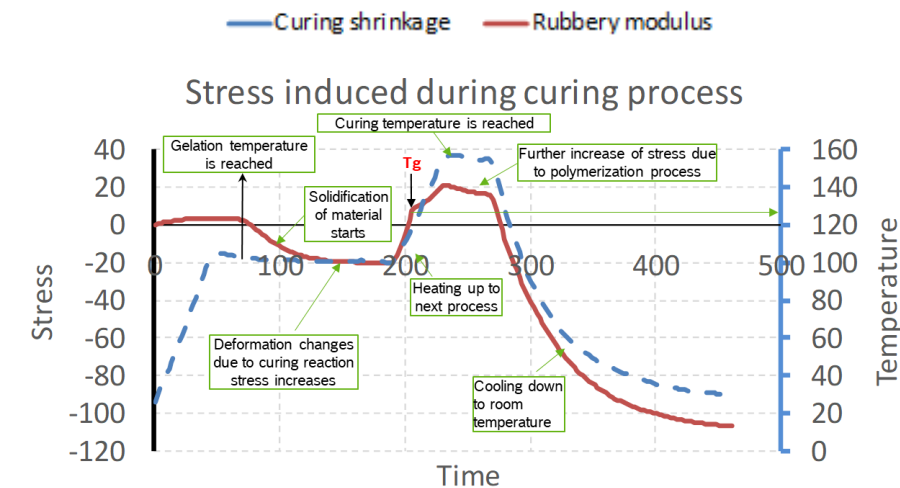 Curing shrinkage Rubbery modulus
Stress induced during curing process
Curing temperature is reached
Gelation temperature
is reached
Tg
Further increase of stress due
to polymerization process
Solidification
of material
starts
Heating up to
next process
Deformation changes
due to curing reaction
stress increases
Cooling down
to room
temperature
40
20
0
-20
-40
-60
-80
-100
-120
Stress
0 100 200 300 400 500
Time
160
140
120
100
80
60
40
20
0
Temperature